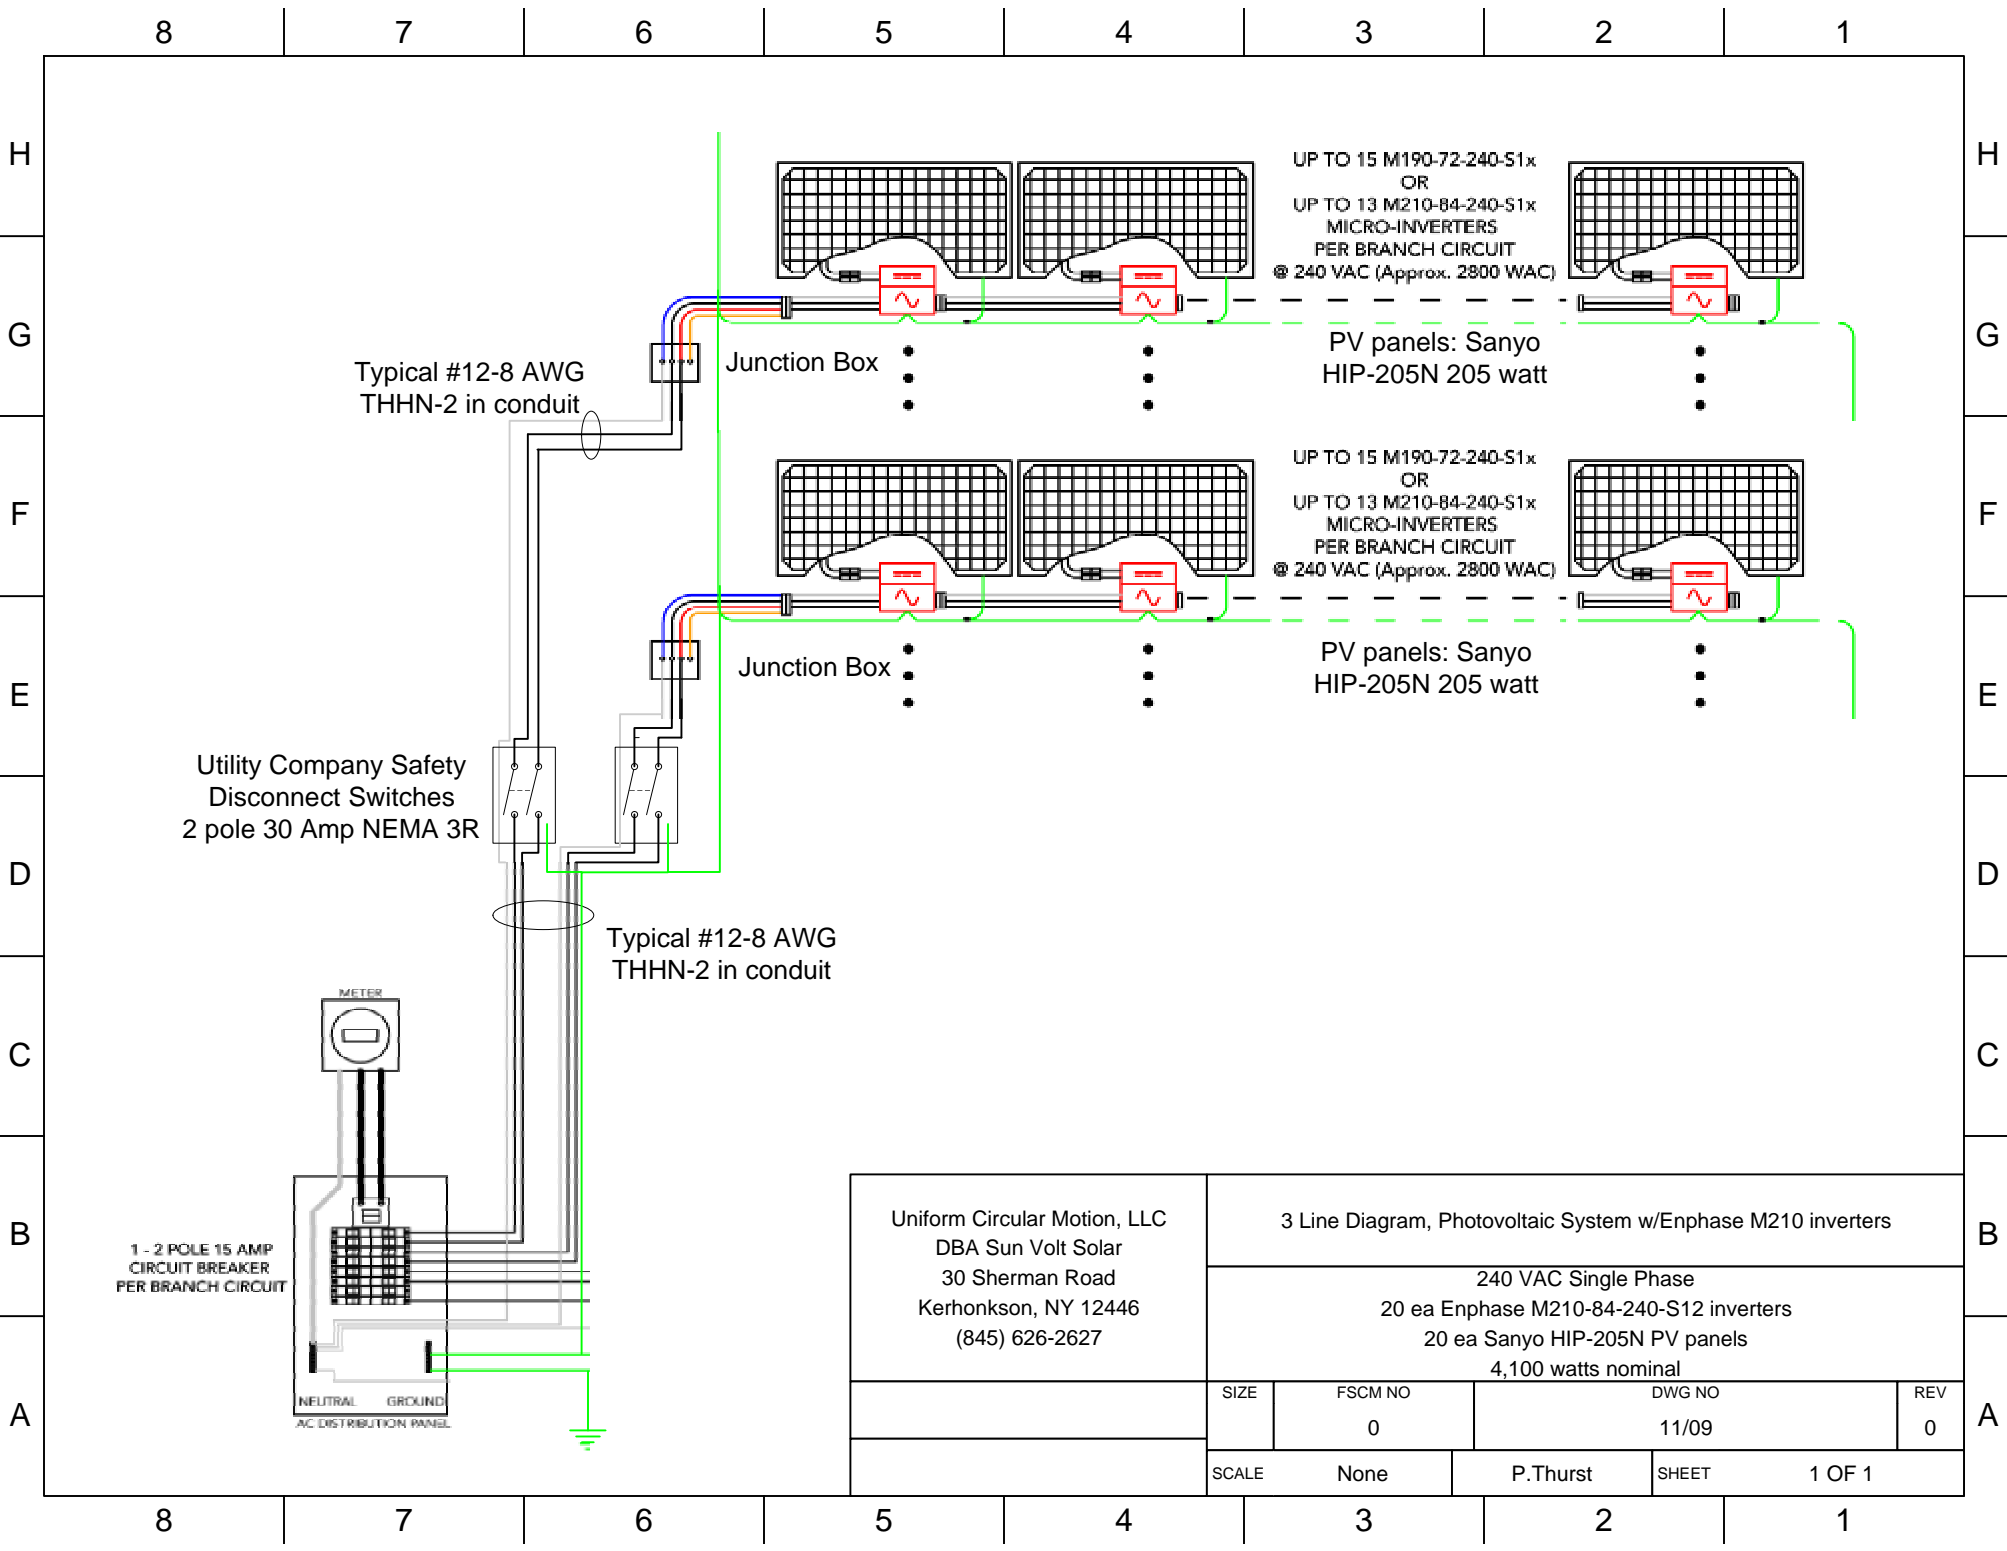 8 7 6 5 4 3 2 1
H H
UP TO 15 M190-72-240-S1x
OR
UP TO 13 M210-84-240-S1x
MICRO-INVERTERS
PER BRANCH CIRCUIT
@ 240 VAC (Approx. 2800 WAC)
G G
Junction Box
PV panels: Sanyo
HIP-205N 205 watt
Typical #12-8 AWG
THHN-2 in conduit
UP TO 15 M190-72-240-S1x
OR
UP TO 13 M210-84-240-S1x
MICRO-INVERTERS
PER BRANCH CIRCUIT
@ 240 VAC (Approx. 2800 WAC)
F F
Junction Box
PV panels: Sanyo
HIP-205N 205 watt
E E
Utility Company Safety
Disconnect Switches
2 pole 30 Amp NEMA 3R
D D
Typical #12-8 AWG
THHN-2 in conduit
METER
C C
1 - 2 POLE 15 AMP
CIRCUIT BREAKER
PER BRANCH CIRCUIT
B B
NEUTRAL GROUND
AC DISTRIBUTION PANEL
Uniform Circular Motion, LLC
DBA Sun Volt Solar
30 Sherman Road
Kerhonkson, NY 12446
(845) 626-2627
3 Line Diagram, Photovoltaic System w/Enphase M210 inverters
240 VAC Single Phase
20 ea Enphase M210-84-240-S12 inverters
20 ea Sanyo HIP-205N PV panels
4,100 watts nominal
A A
SIZE FSCM NO DWG NO REV
0 11/09 0
SCALE None P.Thurst SHEET 1 OF 1
8 7 6 5 4 3 2 1